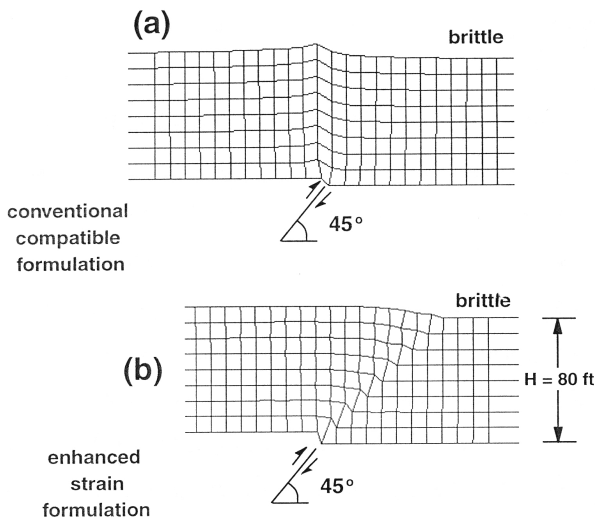 (a)
brittle
conventional
compatible
formulation
45°
brittle
(b)
H = 80 ft
enhanced
strain
formulation
45°